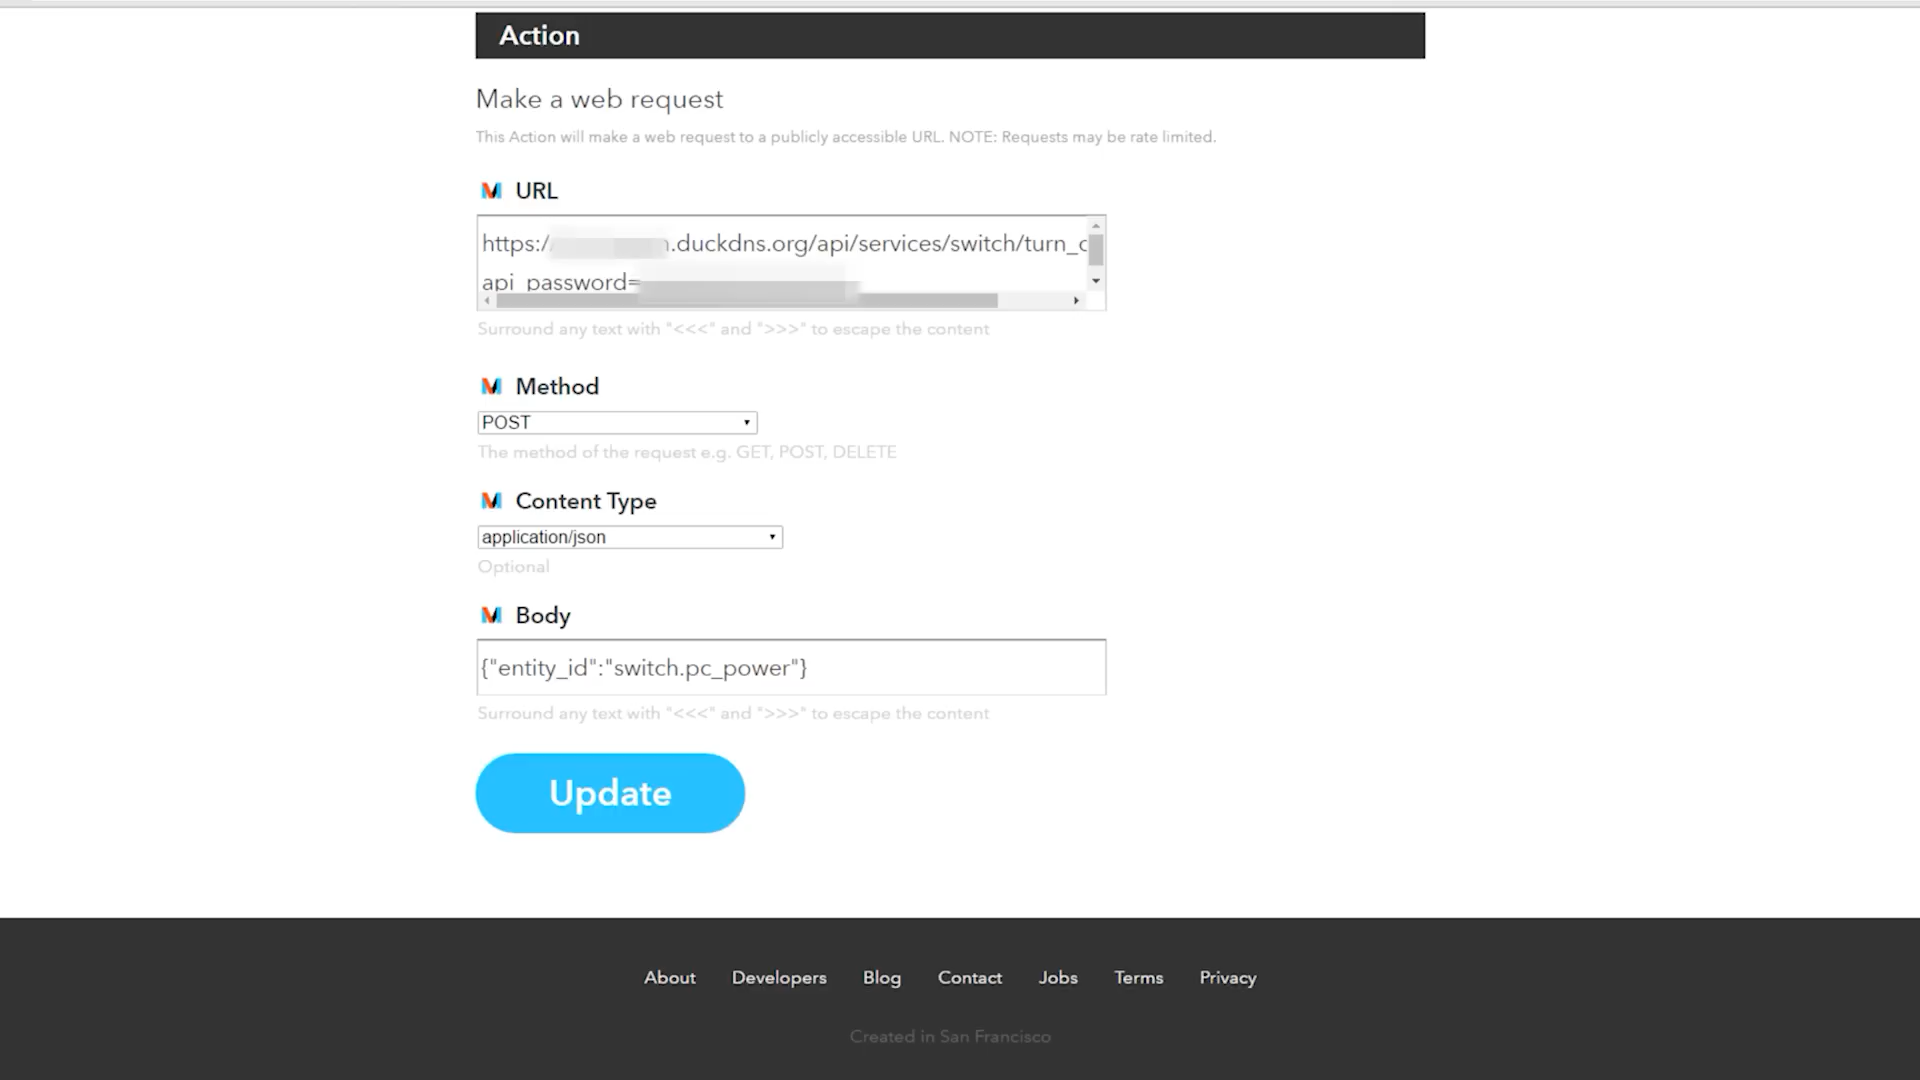 Action
Make a web request
This Action will make a web request to a publicly accessible URL. NOTE: Requests may be rate limited.
URL
https:/ .duckdns.org/api/services/switch/turn_
api_password=
Surround any text with "<<<" and ">>>" to escape the content
Method
POST
The method of the request e.g. GET, POST, DELETE
Content Type
application/json
Optional
Body
{"entity_id":"switch.pc_power"}
Surround any text with "<<<" and ">>>" to escape the content
Update
About Developers Blog Contact Jobs Terms Privacy
Created in San Francisco